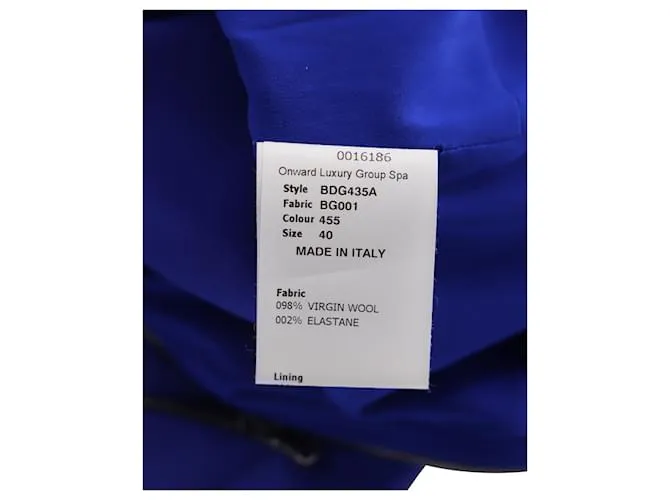 0016186
Onward Luxury Group Spa
Style BDG435A
Fabric BG001
Colour 455
Size 40
MADE IN ITALY
Fabric
098% VIRGIN WOOL
002% ELASTANE
Lining